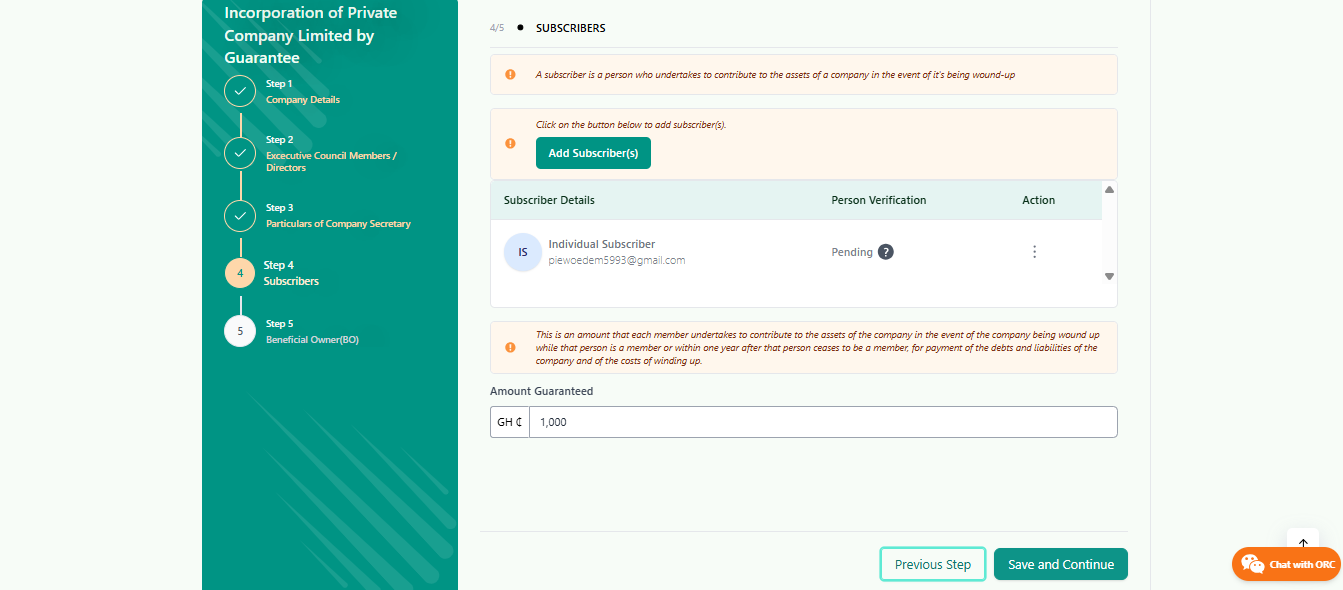 Incorporation of Private
Company Limited by
Guarantee
Step 1
Company Details
Step 2
Excecutive Council Members /
Directors
Step 3
Particulars of Company Secretary
4
Step 4
Subscribers
5
Step 5
Beneficial Owner(BO)
4/5 ● SUBSCRIBERS
A subscriber is a person who undertakes to contribute to the assets of a company in the event of it's being wound-up
Click on the button below to add subscriber(s).
Add Subscriber(s)
Subscriber Details Person Verification Action
IS
Individual Subscriber
piewoedem5993@gmail.com
Pending ?
This is an amount that each member undertakes to contribute to the assets of the company in the event of the company being wound up
while that person is a member or within one year after that person ceases to be a member, for payment of the debts and liabilities of the
company and of the costs of winding up.
Amount Guaranteed
GH ₵ 1,000
Previous Step Save and Continue
Chat with ORC